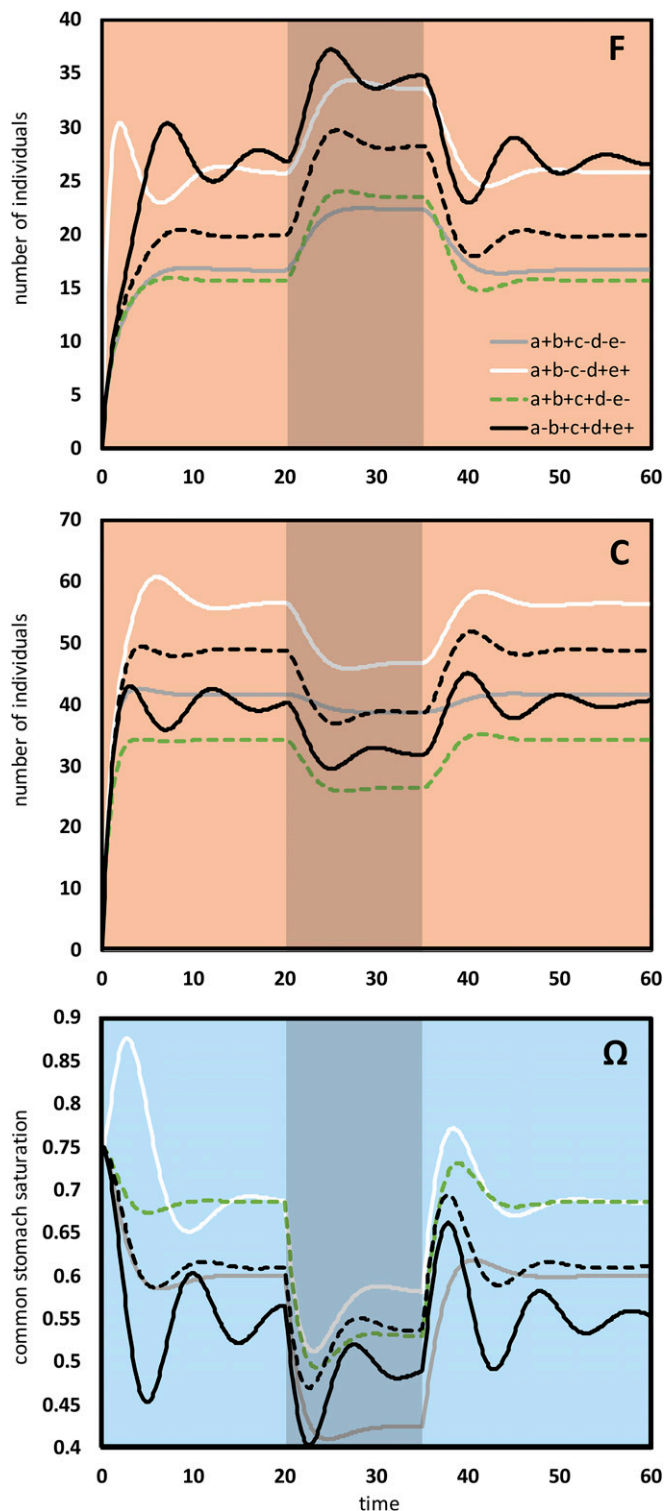 F
number of individuals
40
35
30
25
20
15
10
5
0
a+b+c-d-e-
a+b-c-d+e+
a+b+c+d-e-
a-b+c+d+e+
0 10 20 30 40 50 60
C
number of individuals
70
60
50
40
30
20
10
0
0 10 20 30 40 50 60
Ω
common stomach saturation
0.9
0.85
0.8
0.75
0.7
0.65
0.6
0.55
0.5
0.45
0.4
0 10 20 30 40 50 60
time